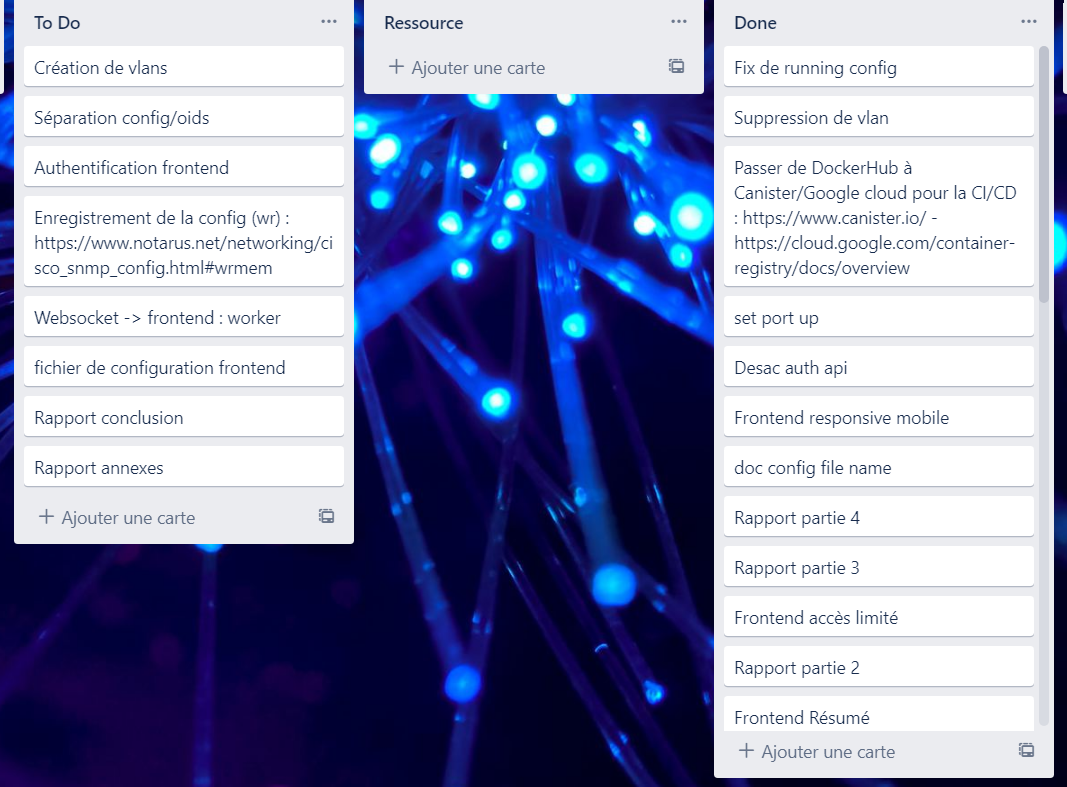 To Do
Création de vlans
Séparation config/oids
Authentification frontend
Enregistrement de la config (wr) :
https://www.notarus.net/networking/ci
sco_snmp_config.html#wrmem
Websocket -> frontend : worker
fichier de configuration frontend
Rapport conclusion
Rapport annexes
+ Ajouter une carte
Ressource
+ Ajouter une carte
Done
Fix de running config
Suppression de vlan
Passer de DockerHub à
Canister/Google cloud pour la CI/CD
: https://www.canister.io/ -
https://cloud.google.com/container-
registry/docs/overview
set port up
Desac auth api
Frontend responsive mobile
doc config file name
Rapport partie 4
Rapport partie 3
Frontend accès limité
Rapport partie 2
Frontend Résumé
+ Ajouter une carte